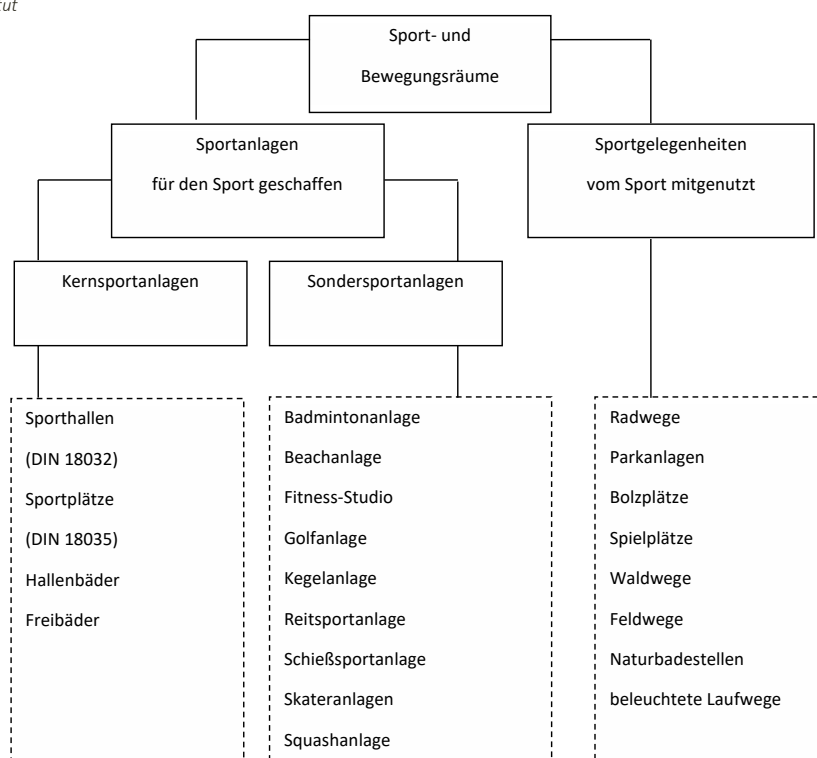 Sport- und
Bewegungsräume
Sportanlagen
für den Sport geschaffen
Sportgelegenheiten
vom Sport mitgenutzt
Kernsportanlagen
Sondersportanlagen
Sporthallen
(DIN 18032)
Sportplätze
(DIN 18035)
Hallenbäder
Freibäder
Badmintonanlage
Beachanlage
Fitness-Studio
Golfanlage
Kegelanlage
Reitsportanlage
Schießsportanlage
Skateranlagen
Squashanlage
Radwege
Parkanlagen
Bolzplätze
Spielplätze
Waldwege
Feldwege
Naturbadestellen
beleuchtete Laufwege